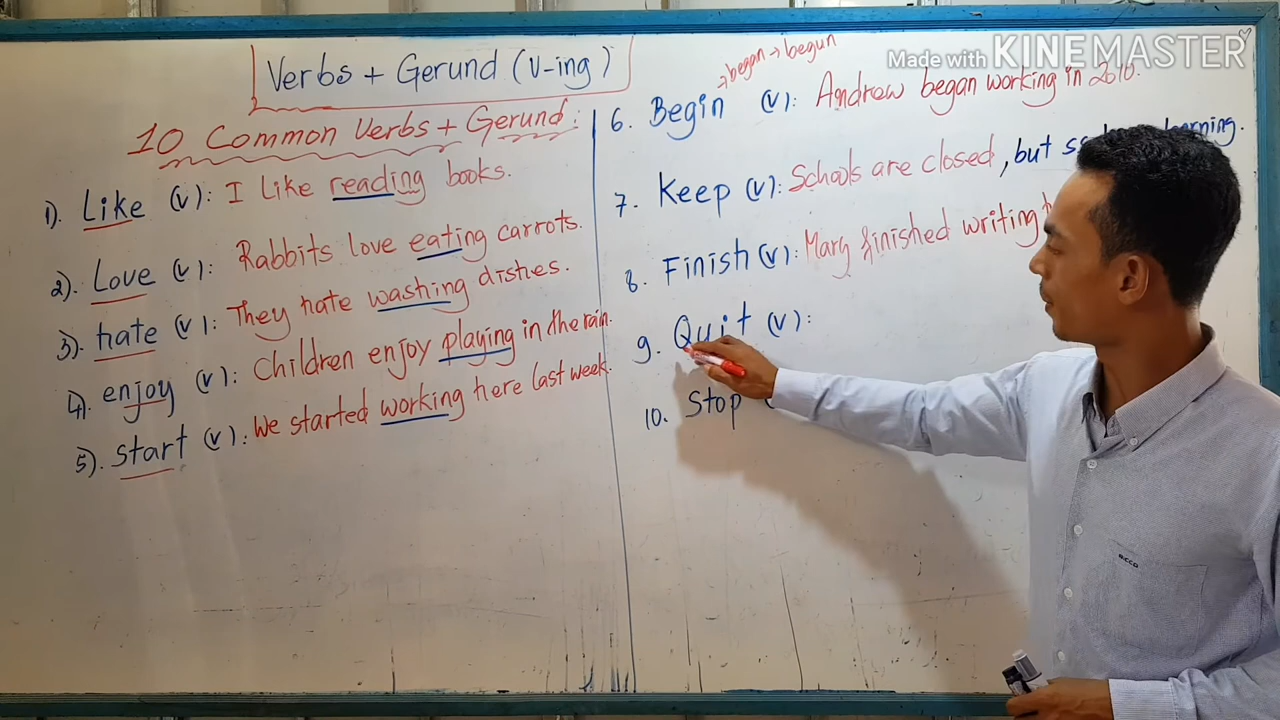 Verbs + Gerund (V-ing)
10 Common Verbs + Gerund:
1). Like (v): I like reading books.
2). Love (v): Rabbits love eating carrots.
3). hate (v): They hate washing dishes.
4). enjoy (v): Children enjoy playing in the rain.
5). start (v): We started working here last week.
→ began → begun
6. Begin (v): Andrew began working in 2010.
7. Keep (v): Schools are closed, but
8. Finish (v): Mary finished writing
9. Quit (v):
10. Stop
Made with KINEMASTER
BCCO